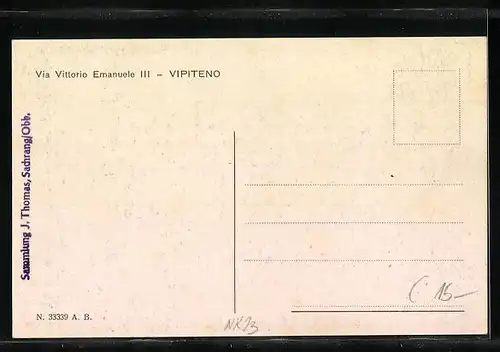 Via Vittorio Emanuele III – VIPITENO
Sammlung J. Thomas, Sachrang/Obb.
N. 33339 A. B.
15—